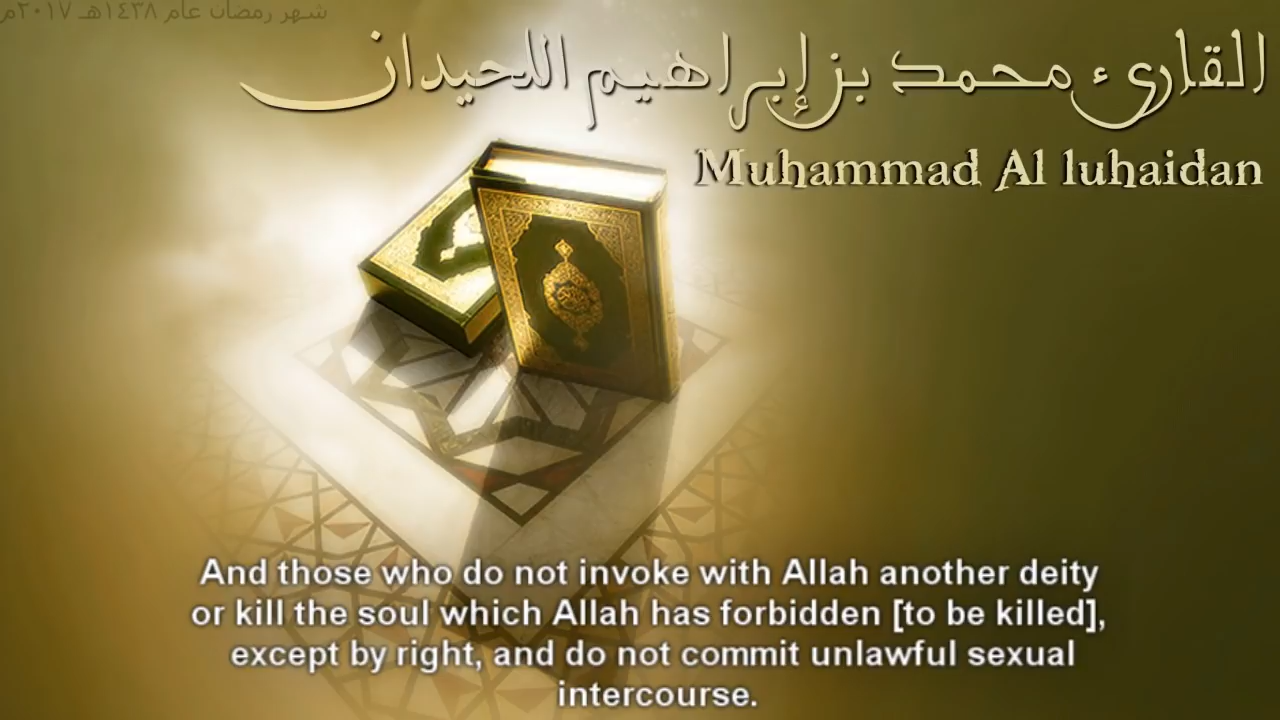 شهر رمضان عام ١٤٣٨هـ ٢٠١٧م
القارئ محمد بن إبراهيم اللحيدان
Muhammad Al luhaidan
And those who do not invoke with Allah another deity
or kill the soul which Allah has forbidden [to be killed],
except by right, and do not commit unlawful sexual
intercourse.